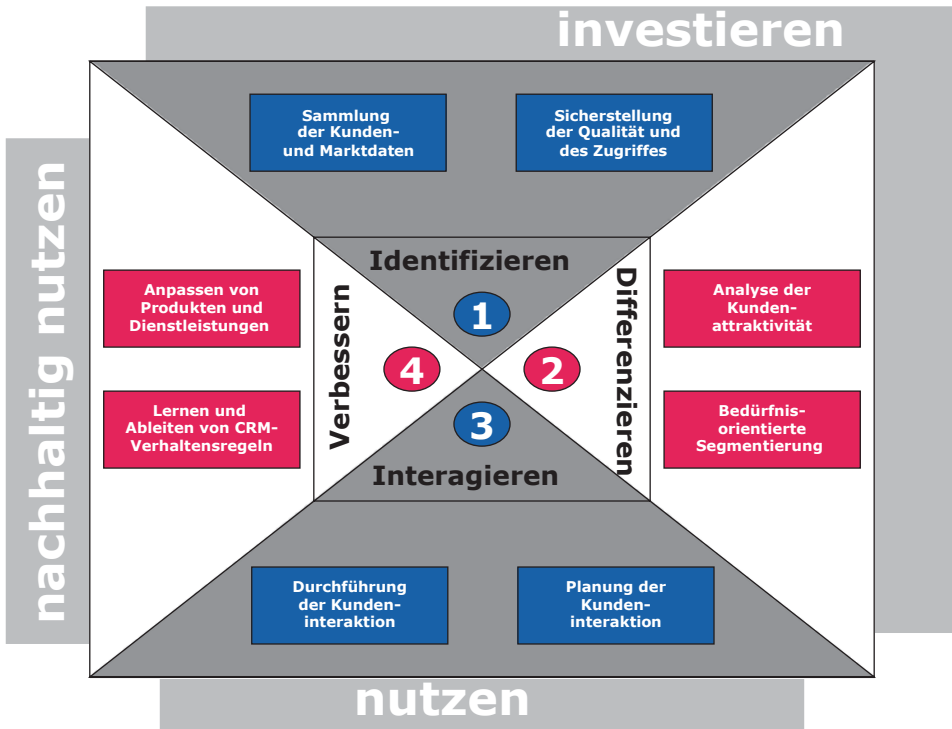 investieren
Sammlung
der Kunden-
und Marktdaten
Sicherstellung
der Qualität und
des Zugriffes
nachhaltig nutzen
Identifizieren
1
Anpassen von
Produkten und
Dienstleistungen
Lernen und
Ableiten von CRM-
Verhaltensregeln
Verbessern
4
2
Differenzieren
Analyse der
Kunden-
attraktivität
Bedürfnis-
orientierte
Segmentierung
3
Interagieren
Durchführung
der Kunden-
interaktion
Planung der
Kunden-
interaktion
nutzen